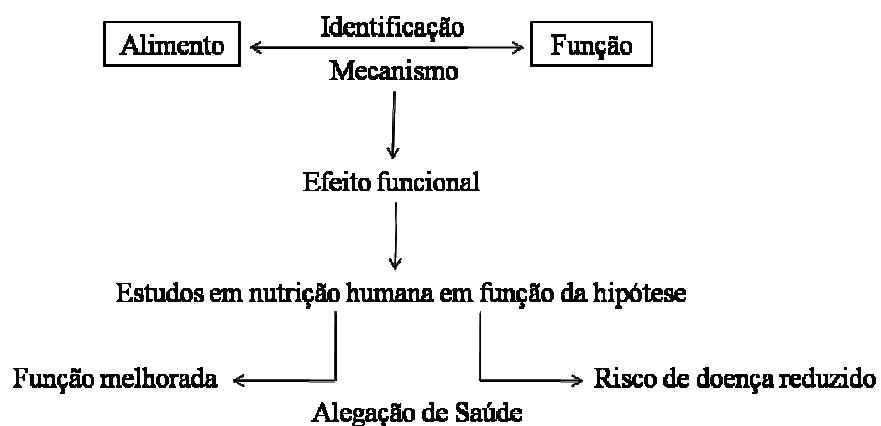 Identificação
Alimento
Função
Mecanismo
Efeito funcional
Estudos em nutrição humana em função da hipótese
Função melhorada
Risco de doença reduzido
Alegação de Saúde